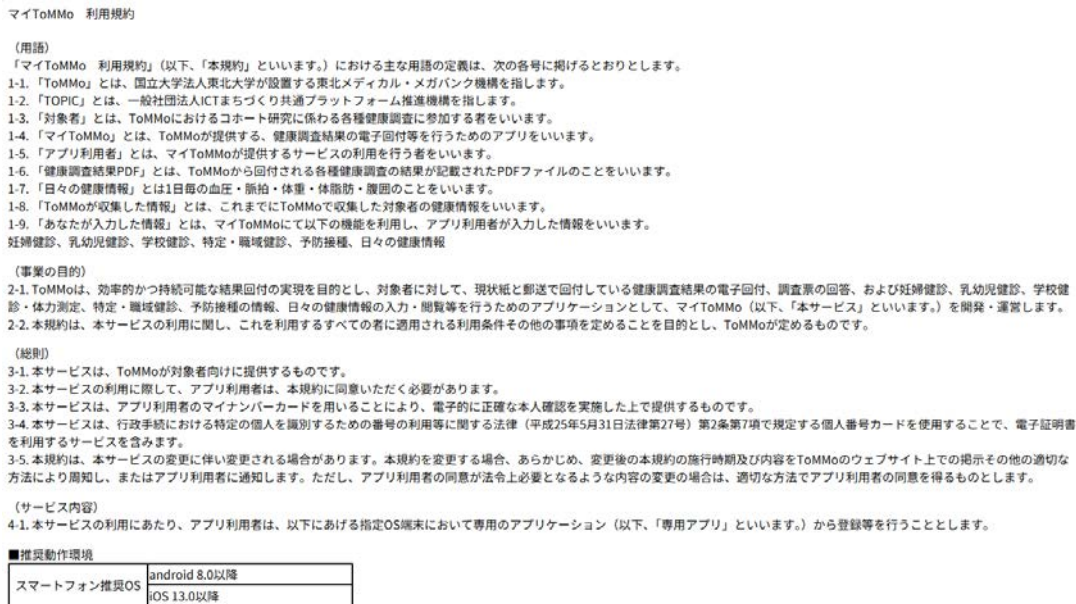 マイToMMo　利用規約
（用語）
「マイToMMo　利用規約」（以下、「本規約」といいます。）における主な用語の定義は、次の各号に掲げるとおりとします。
1-1. 「ToMMo」とは、国立大学法人東北大学が設置する東北メディカル・メガバンク機構を指します。
1-2. 「TOPIC」とは、一般社団法人ICTまちづくり共通プラットフォーム推進機構を指します。
1-3. 「対象者」とは、ToMMoにおけるコホート研究に係わる各種健康調査に参加する者をいいます。
1-4. 「マイToMMo」とは、ToMMoが提供する、健康調査結果の電子回付等を行うためのアプリをいいます。
1-5. 「アプリ利用者」とは、マイToMMoが提供するサービスの利用を行う者をいいます。
1-6. 「健康調査結果PDF」とは、ToMMoから回付される各種健康調査の結果が記載されたPDFファイルのことをいいます。
1-7. 「日々の健康情報」とは1日毎の血圧・脈拍・体重・体脂肪・腹囲のことをいいます。
1-8. 「ToMMoが収集した情報」とは、これまでにToMMoで収集した対象者の健康情報をいいます。
1-9. 「あなたが入力した情報」とは、マイToMMoにて以下の機能を利用し、アプリ利用者が入力した情報をいいます。
妊婦健診、乳幼児健診、学校健診、特定・職域健診、予防接種、日々の健康情報
（事業の目的）
2-1. ToMMoは、効率的かつ持続可能な結果回付の実現を目的とし、対象者に対して、現状紙と郵送で回付している健康調査結果の電子回付、調査票の回答、および妊婦健診、乳幼児健診、学校健
診・体力測定、特定・職域健診、予防接種の情報、日々の健康情報の入力・閲覧等を行うためのアプリケーションとして、マイToMMo（以下、「本サービス」といいます。）を開発・運営します。
2-2. 本規約は、本サービスの利用に関し、これを利用するすべての者に適用される利用条件その他の事項を定めることを目的とし、ToMMoが定めるものです。
（総則）
3-1. 本サービスは、ToMMoが対象者向けに提供するものです。
3-2. 本サービスの利用に際して、アプリ利用者は、本規約に同意いただく必要があります。
3-3. 本サービスは、アプリ利用者のマイナンバーカードを用いることにより、電子的に正確な本人確認を実施した上で提供するものです。
3-4. 本サービスは、行政手続における特定の個人を識別するための番号の利用等に関する法律（平成25年5月31日法律第27号）第2条第7項で規定する個人番号カードを使用することで、電子証明書
を利用するサービスを含みます。
3-5. 本規約は、本サービスの変更に伴い変更される場合があります。本規約を変更する場合、あらかじめ、変更後の本規約の施行時期及び内容をToMMoのウェブサイト上での掲示その他の適切な
方法により周知し、またはアプリ利用者に通知します。ただし、アプリ利用者の同意が法令上必要となるような内容の変更の場合は、適切な方法でアプリ利用者の同意を得るものとします。
（サービス内容）
4-1. 本サービスの利用にあたり、アプリ利用者は、以下にあげる指定OS端末において専用のアプリケーション（以下、「専用アプリ」といいます。）から登録等を行うこととします。
■推奨動作環境
スマートフォン推奨OS
android 8.0以降
iOS 13.0以降